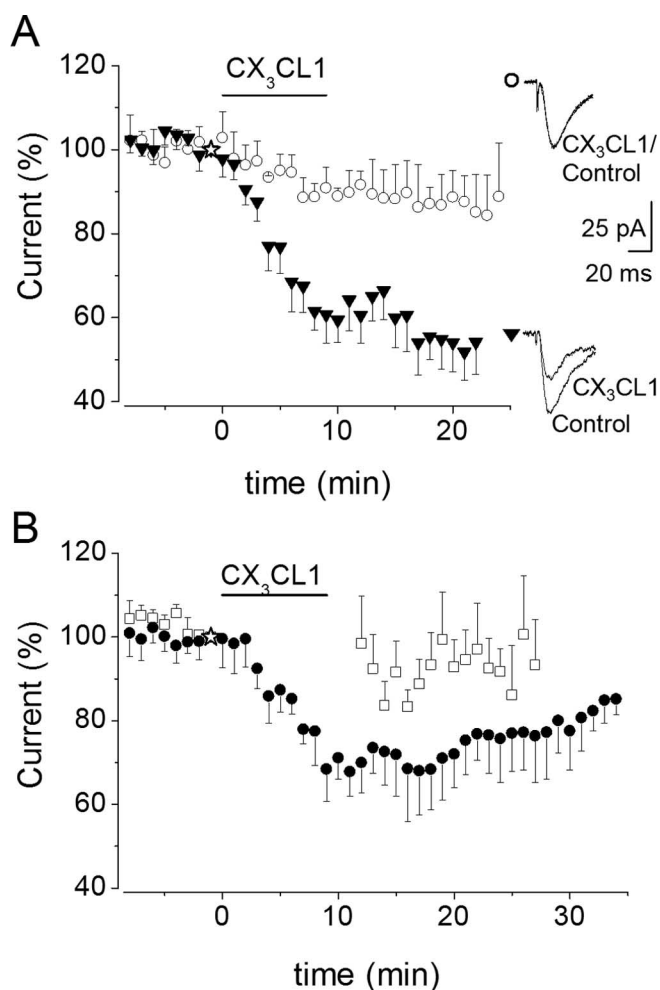 A
120
100
80
60
40
Current (%)
CX₃CL1
0
10
20
time (min)
CX₃CL1/
Control
25 pA
20 ms
CX₃CL1
Control
B
120
100
80
60
40
Current (%)
CX₃CL1
0
10
20
30
time (min)